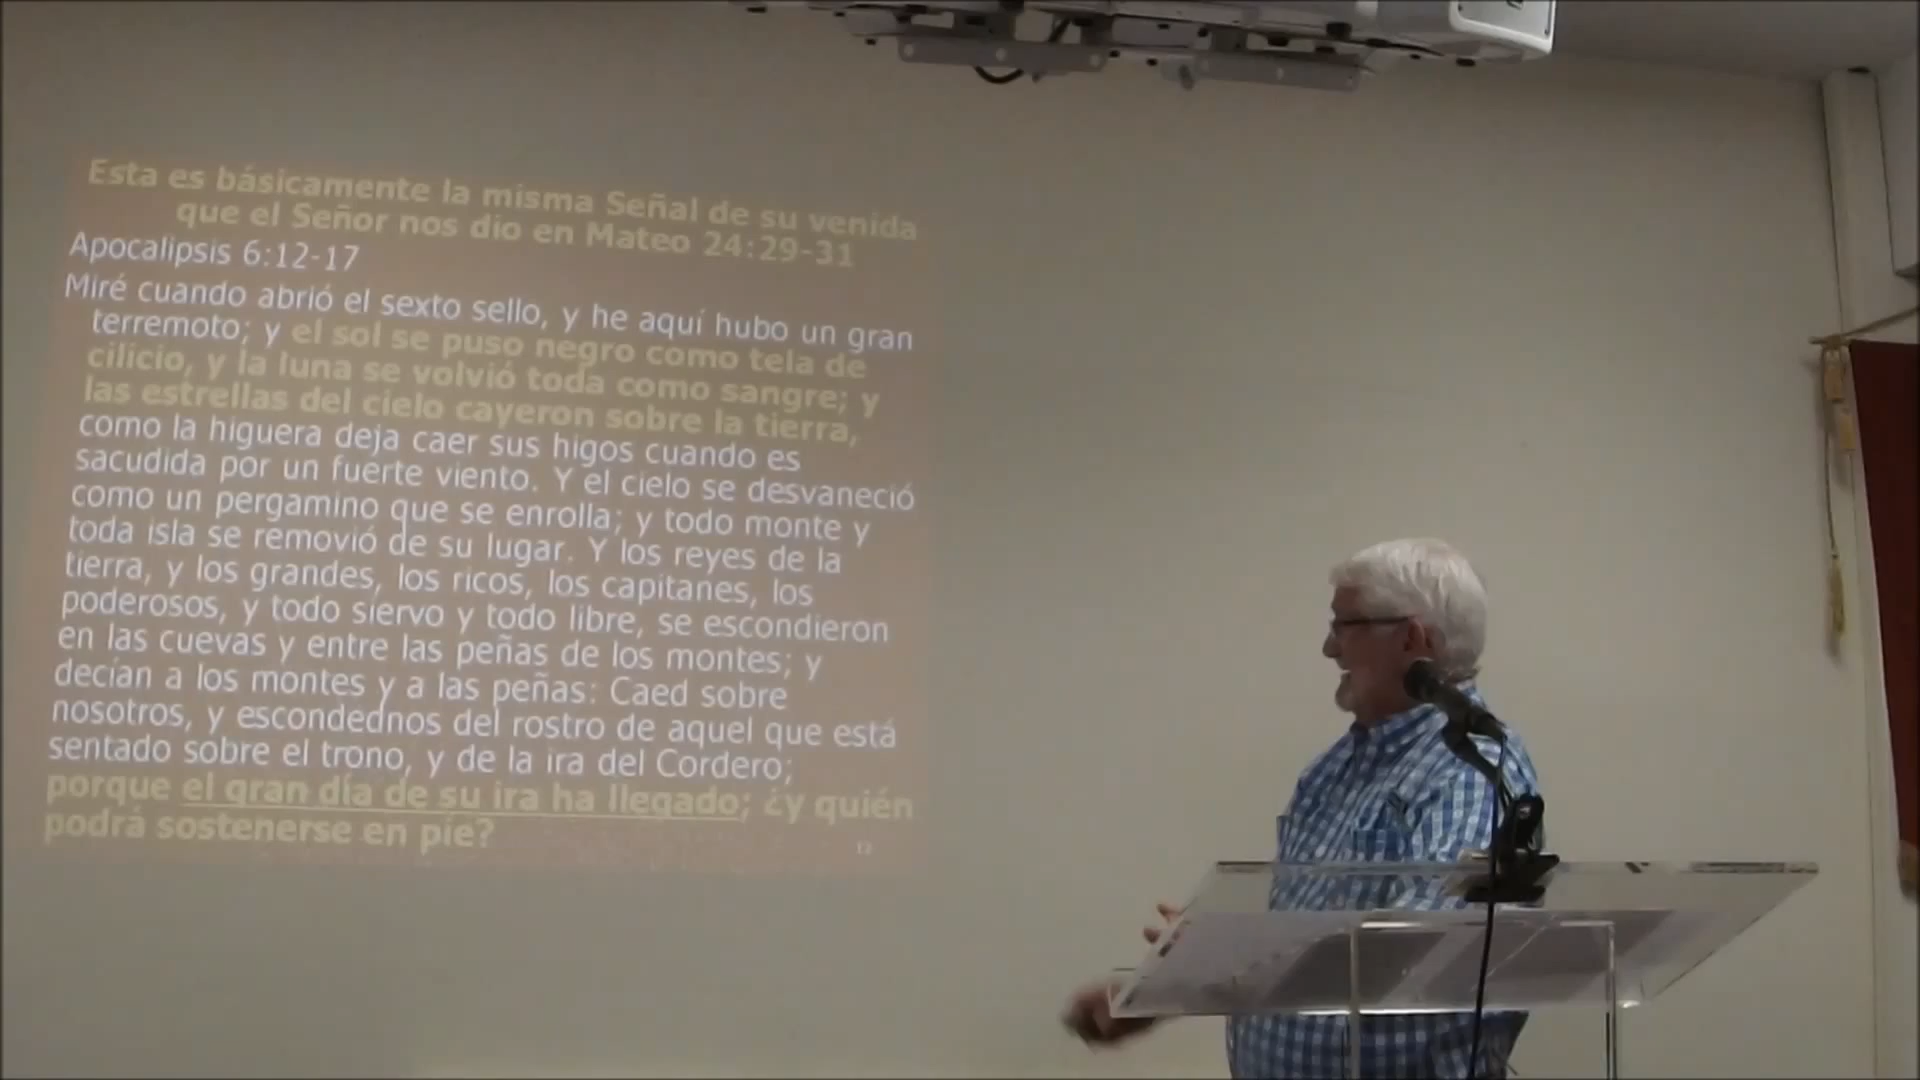 Esta es básicamente la misma Señal de su venida
que el Señor nos dio en Mateo 24:29-31
Apocalipsis 6:12-17
Miré cuando abrió el sexto sello, y he aquí hubo un gran
terremoto; y el sol se puso negro como tela de
cilicio, y la luna se volvió toda como sangre; y
las estrellas del cielo cayeron sobre la tierra,
como la higuera deja caer sus higos cuando es
sacudida por un fuerte viento. Y el cielo se desvaneció
como un pergamino que se enrolla; y todo monte y
toda isla se removió de su lugar. Y los reyes de la
tierra, y los grandes, los ricos, los capitanes, los
poderosos, y todo siervo y todo libre, se escondieron
en las cuevas y entre las peñas de los montes; y
decían a los montes y a las peñas: Caed sobre
nosotros, y escondednos del rostro de aquel que está
sentado sobre el trono, y de la ira del Cordero;
porque el gran día de su ira ha llegado; ¿y quién
podrá sostenerse en pie?